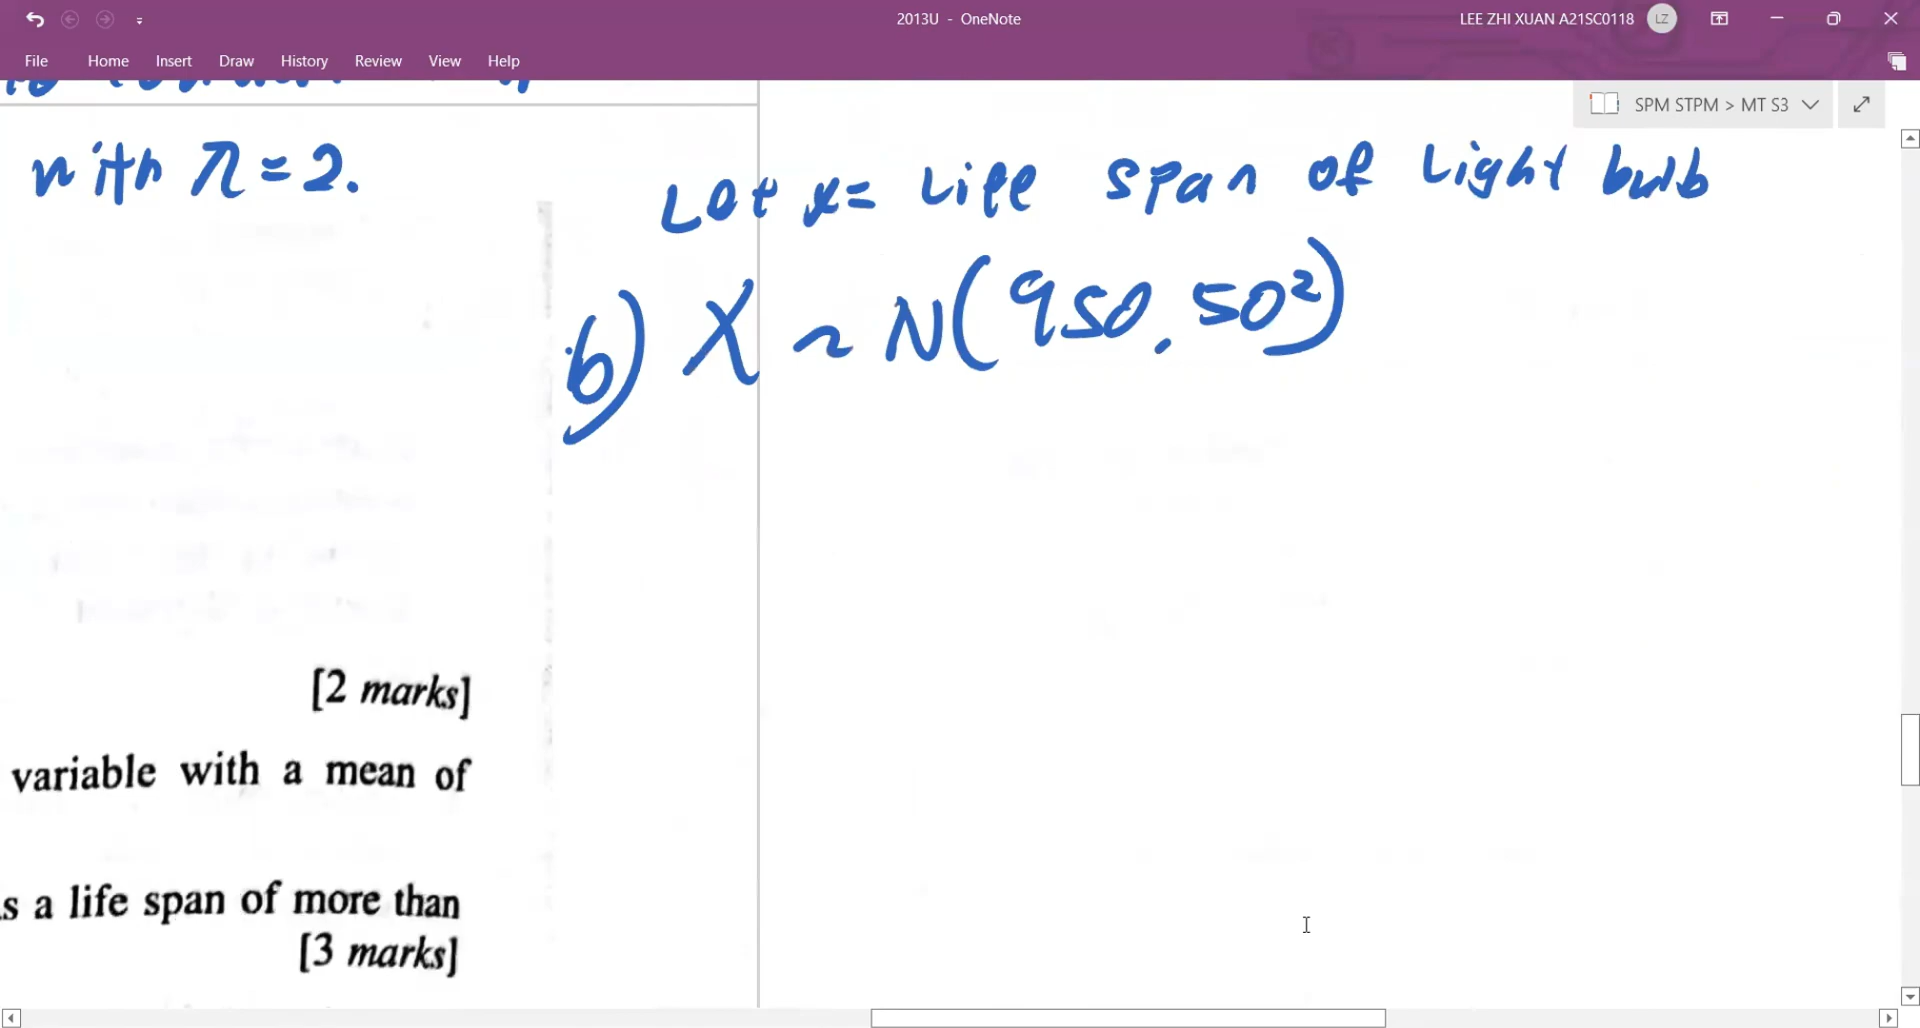 2013U - OneNote
LEE ZHI XUAN A21SC0118
LZ
File Home Insert Draw History Review View Help
SPM STPM > MT S3
with λ=2.
Let x= Life span of Light bulb
b) X ~ N(950, 50²)
[2 marks]
variable with a mean of
s a life span of more than
[3 marks]